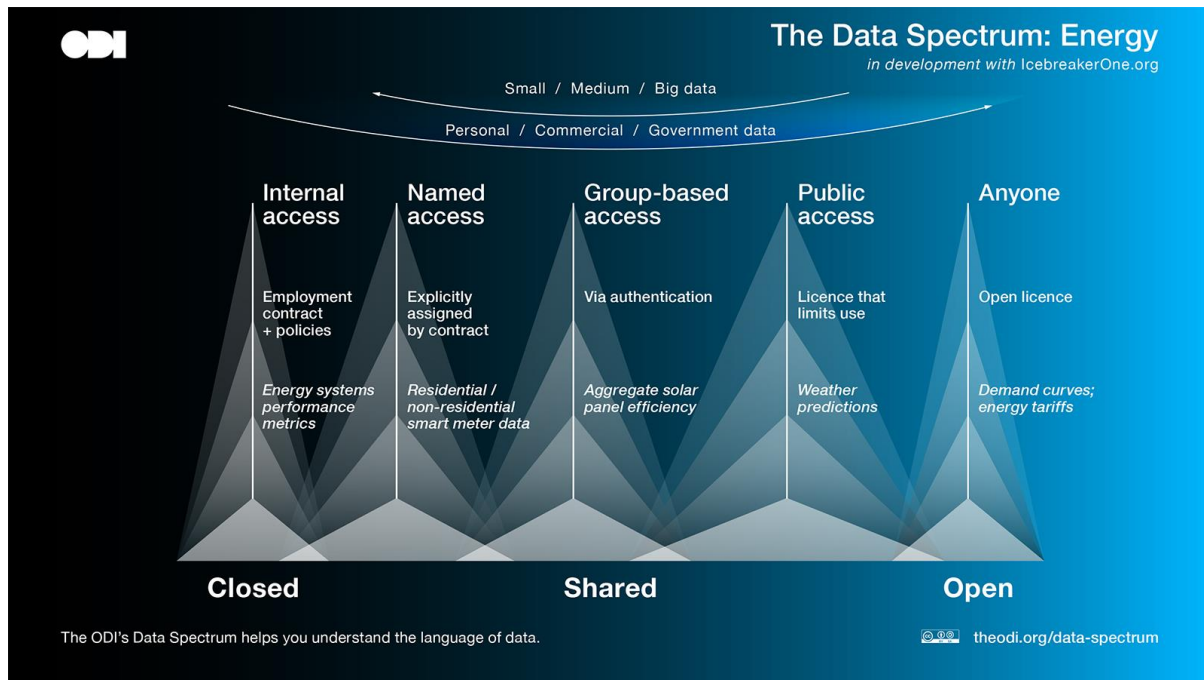 ODI
The Data Spectrum: Energy
in development with IcebreakerOne.org
Small / Medium / Big data
Personal / Commercial / Government data
Internal
access
Employment
contract
+ policies
Energy systems
performance
metrics
Named
access
Explicitly
assigned
by contract
Residential /
non-residential
smart meter data
Group-based
access
Via authentication
Aggregate solar
panel efficiency
Public
access
Licence that
limits use
Weather
predictions
Anyone
Open licence
Demand curves;
energy tariffs
Closed
Shared
Open
The ODI's Data Spectrum helps you understand the language of data.
theodi.org/data-spectrum